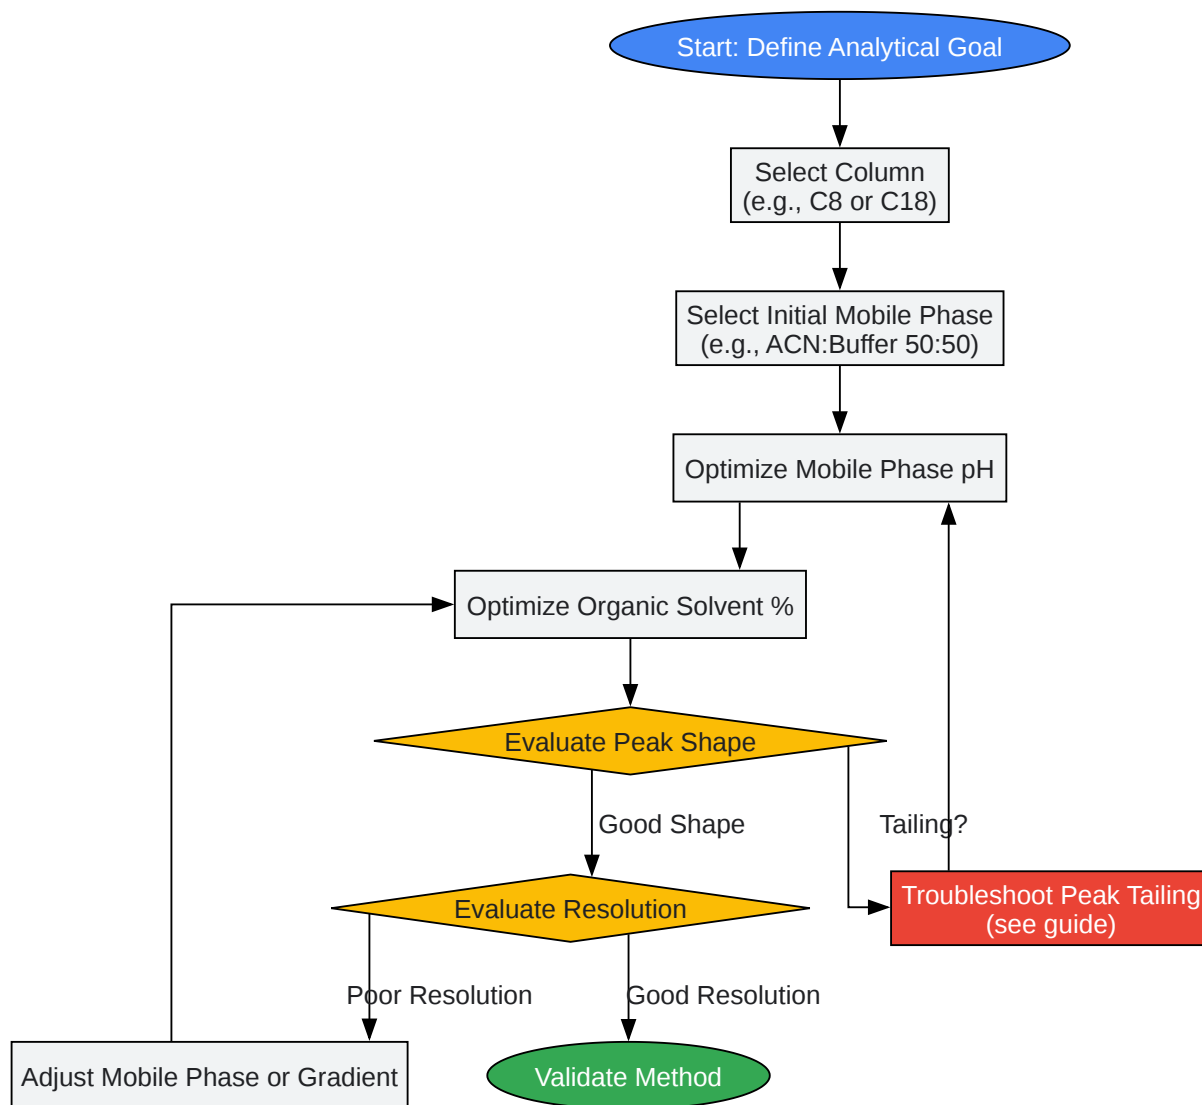 Start: Define Analytical Goal
Select Column
(e.g., C8 or C18)
Select Initial Mobile Phase
(e.g., ACN:Buffer 50:50)
Optimize Mobile Phase pH
Optimize Organic Solvent %
Evaluate Peak Shape
Good Shape
Tailing?
Evaluate Resolution
Troubleshoot Peak Tailing
(see guide)
Poor Resolution
Good Resolution
Adjust Mobile Phase or Gradient
Validate Method